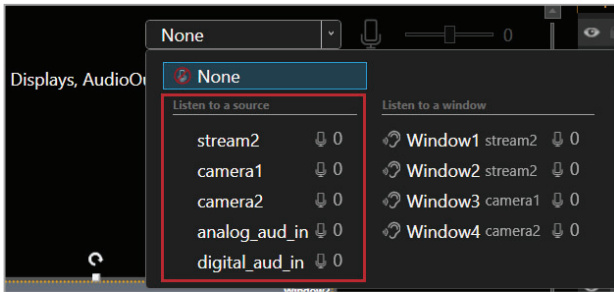 None
0
Displays, AudioOu
None
Listen to a source
stream2 0
camera1 0
camera2 0
analog_aud_in 0
digital_aud_in 0
Listen to a window
Window1 stream2 0
Window2 stream2 0
Window3 camera1 0
Window4 camera2 0